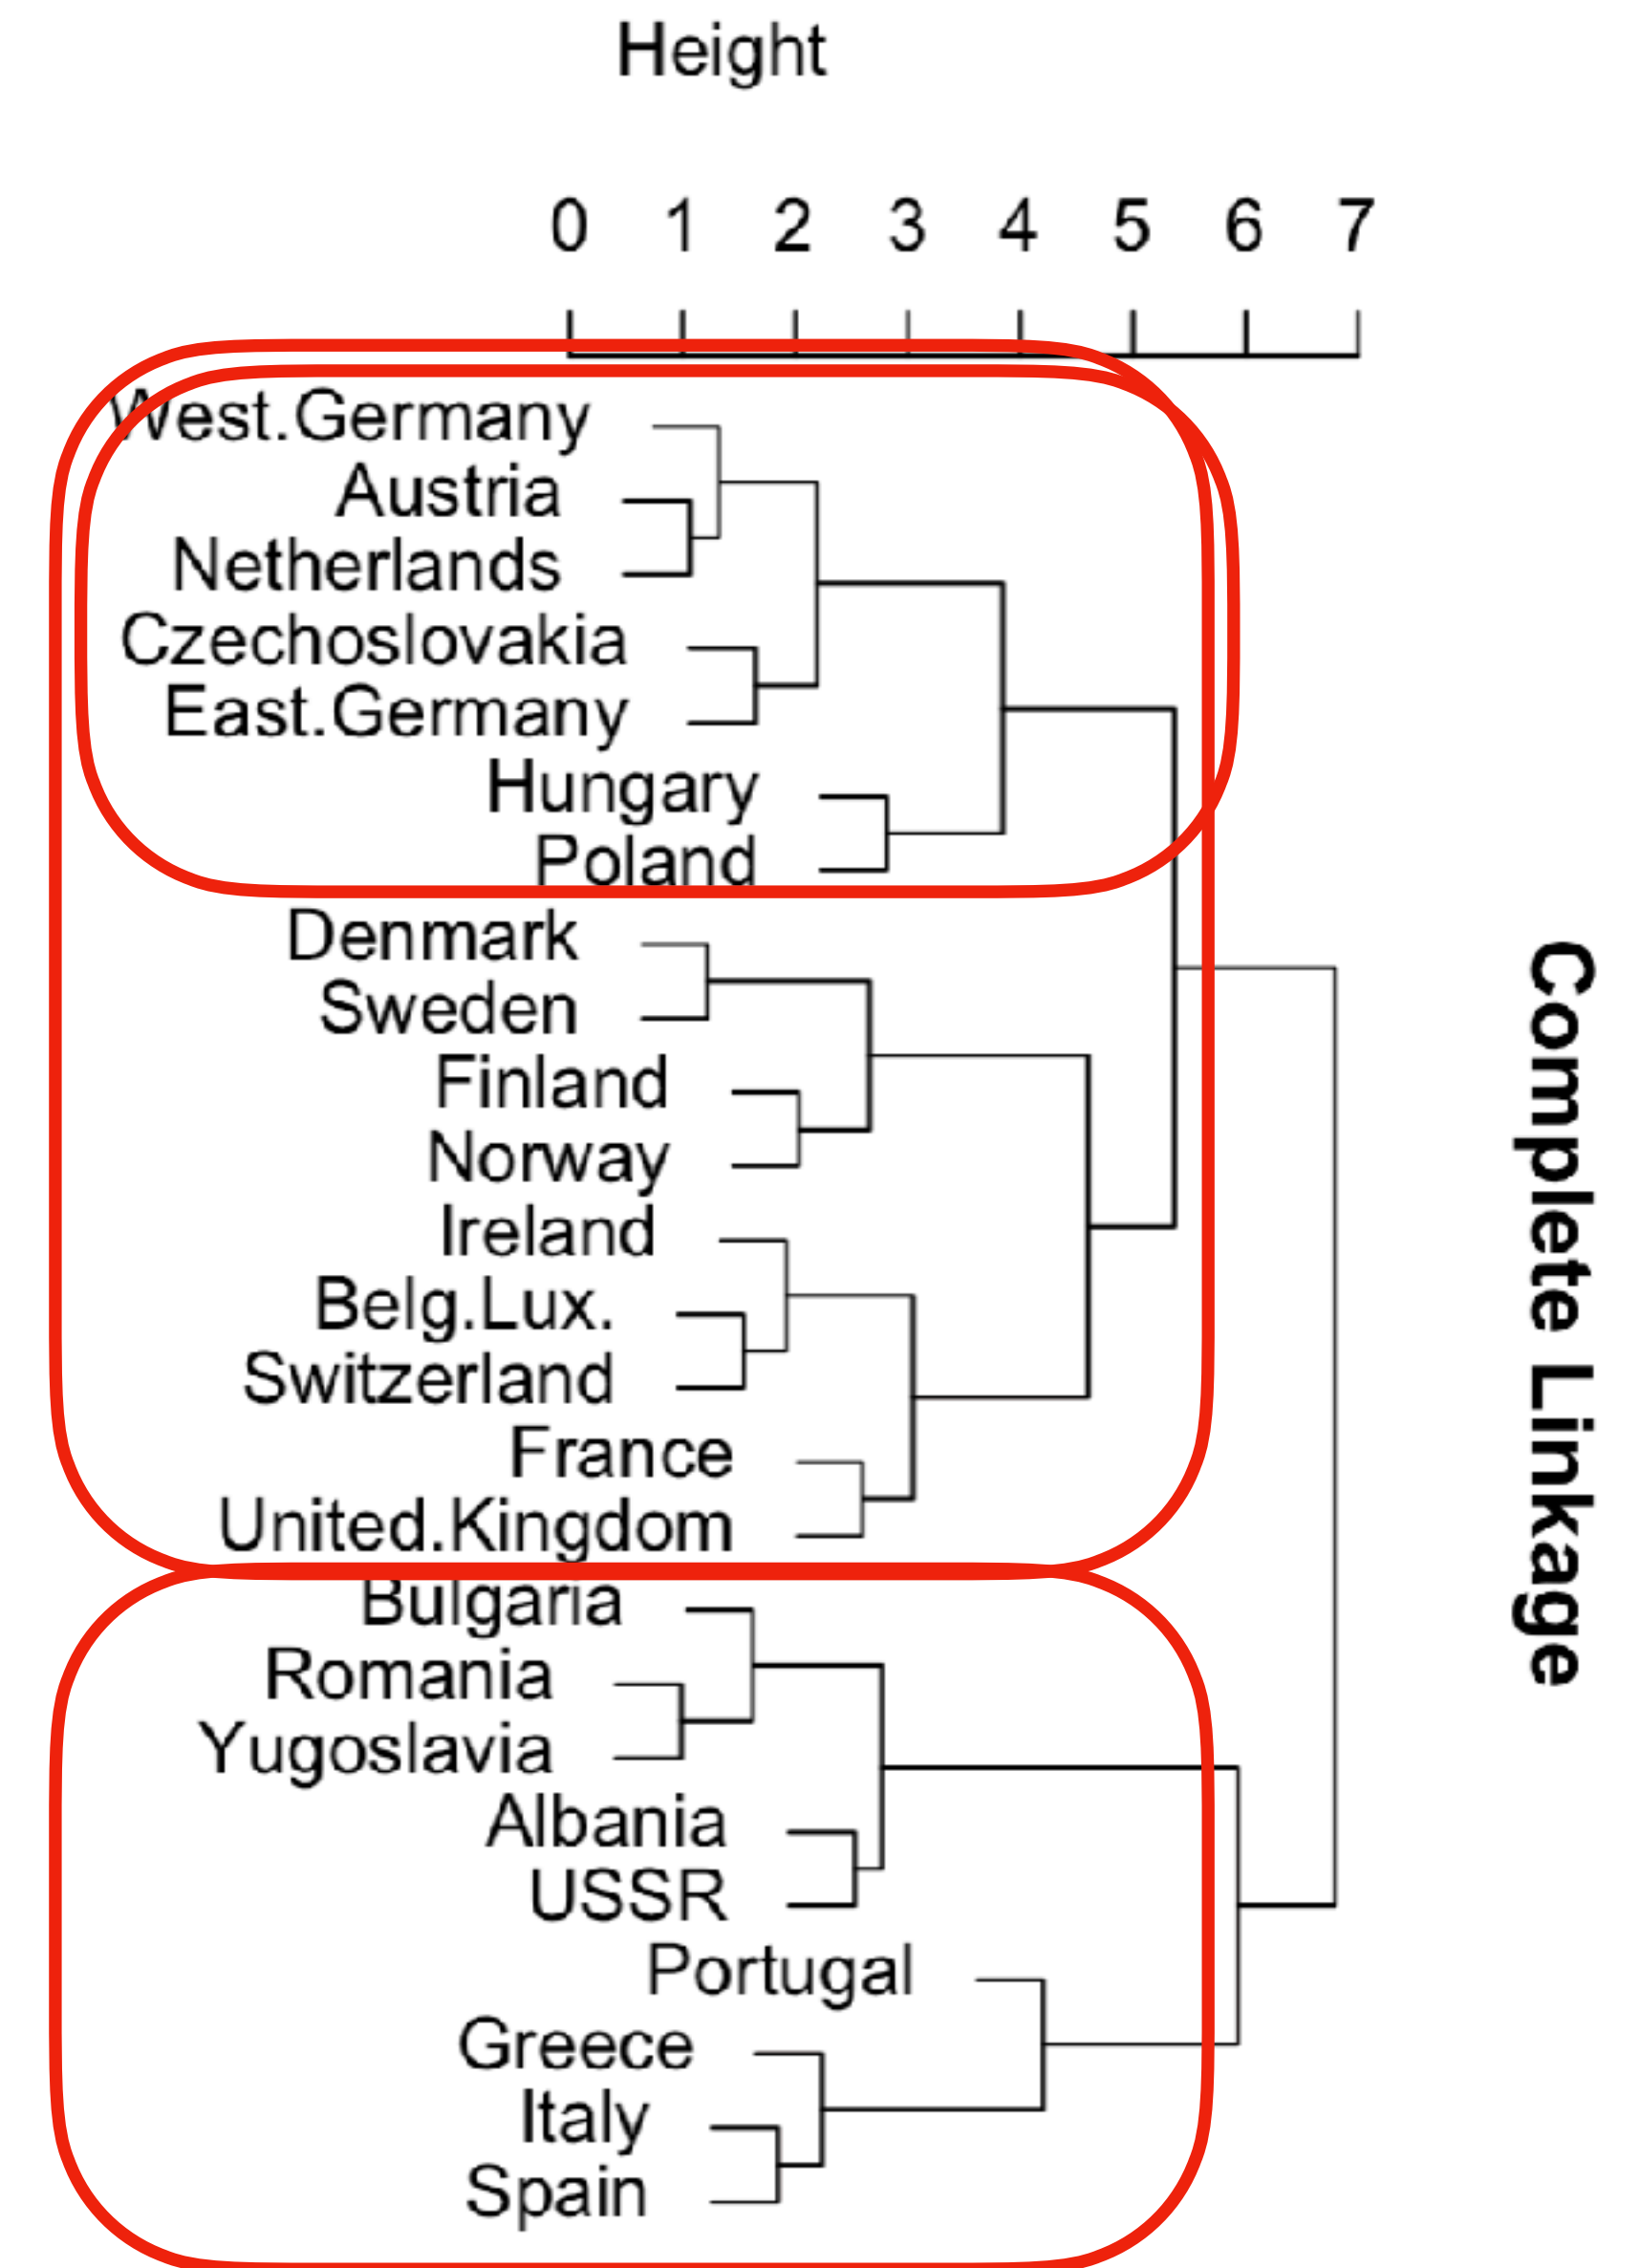 Height
0 1 2 3 4 5 6 7
West.Germany
Austria
Netherlands
Czechoslovakia
East.Germany
Hungary
Poland
Denmark
Sweden
Finland
Norway
Ireland
Belg.Lux.
Switzerland
France
United.Kingdom
Bulgaria
Romania
Yugoslavia
Albania
USSR
Portugal
Greece
Italy
Spain
Complete Linkage